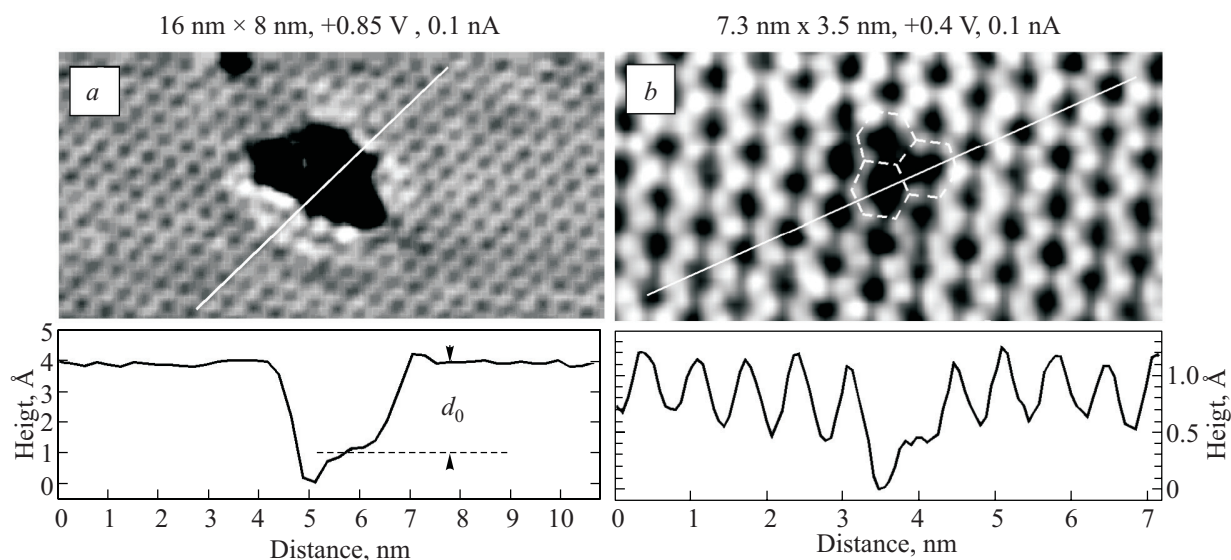 16 nm × 8 nm, +0.85 V , 0.1 nA
7.3 nm x 3.5 nm, +0.4 V, 0.1 nA
a
b
5
4
3
2
1
0
Heigt, Å
d0
0 1 2 3 4 5 6 7 8 9 10
Distance, nm
1.0
0.5
0
Heigt, Å
0 1 2 3 4 5 6 7
Distance, nm